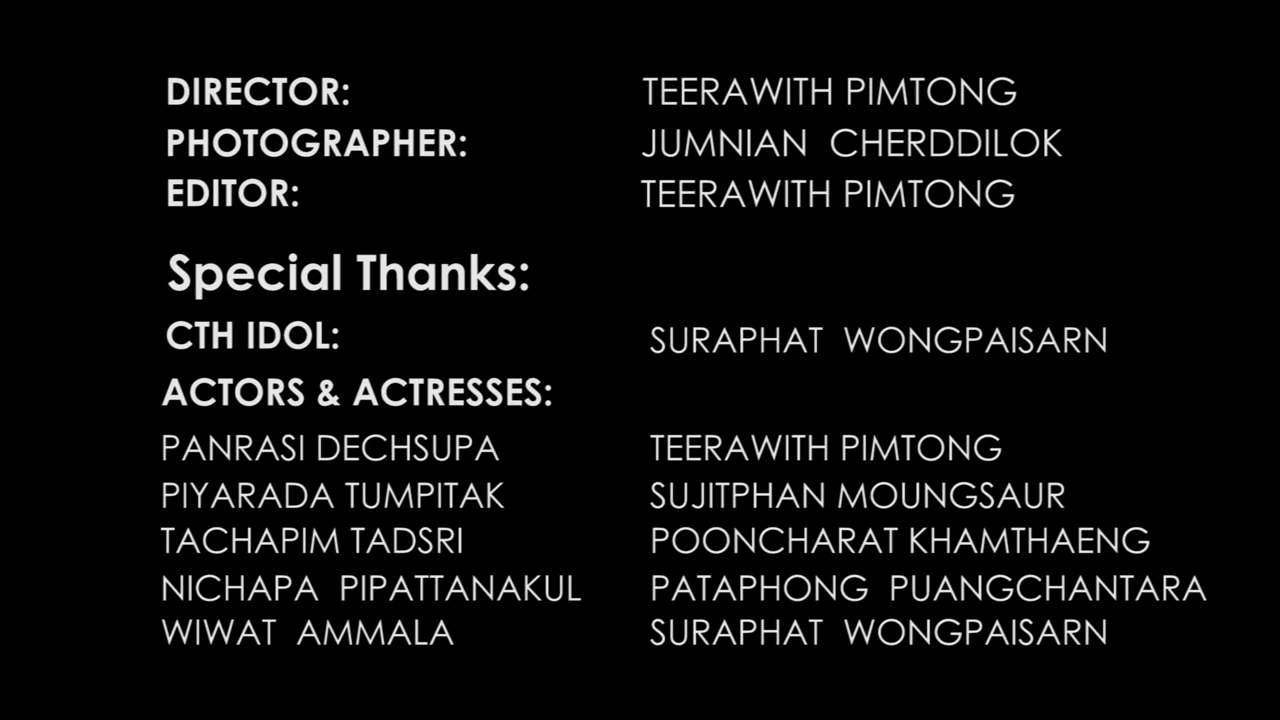 DIRECTOR: TEERAWITH PIMTONG
PHOTOGRAPHER: JUMNIAN CHERDDILOK
EDITOR: TEERAWITH PIMTONG
Special Thanks:
CTH IDOL: SURAPHAT WONGPAISARN
ACTORS & ACTRESSES:
PANRASI DECHSUPA TEERAWITH PIMTONG
PIYARADA TUMPITAK SUJITPHAN MOUNGSAUR
TACHAPIM TADSRI POONCHARAT KHAMTHAENG
NICHAPA PIPATTANAKUL PATAPHONG PUANGCHANTARA
WIWAT AMMALA SURAPHAT WONGPAISARN